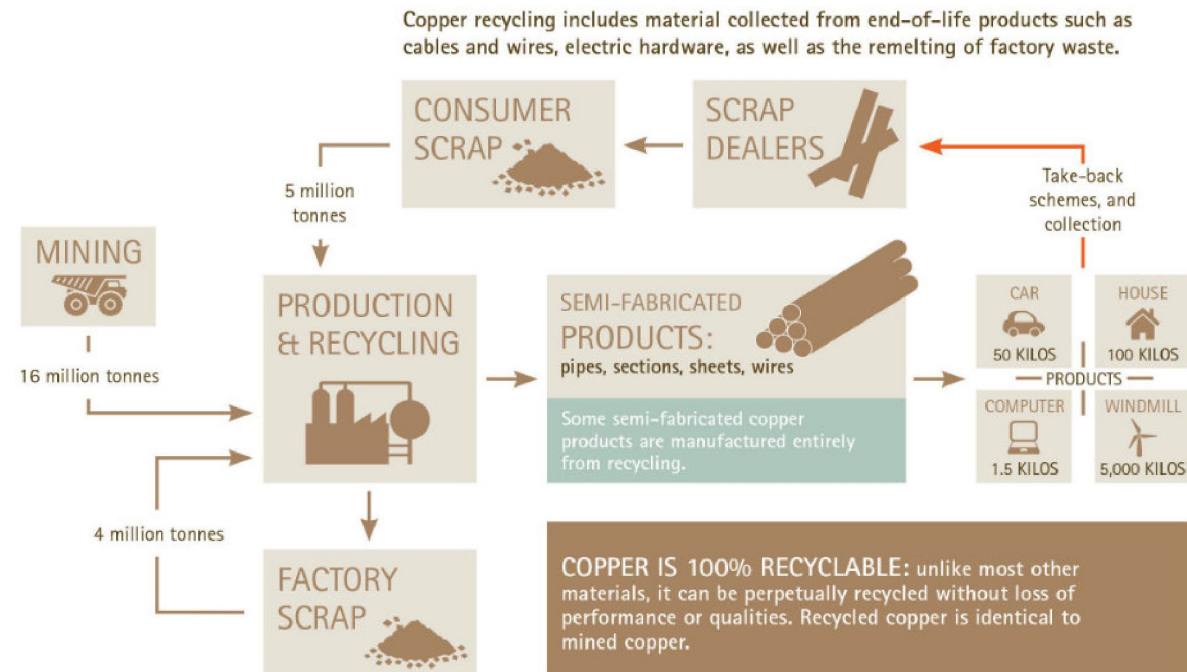 Copper recycling includes material collected from end-of-life products such as
cables and wires, electric hardware, as well as the remelting of factory waste.
CONSUMER
SCRAP
SCRAP
DEALERS
5 million
tonnes
Take-back
schemes, and
collection
MINING
16 million tonnes
PRODUCTION
& RECYCLING
SEMI-FABRICATED
PRODUCTS:
pipes, sections, sheets, wires
Some semi-fabricated copper
products are manufactured entirely
from recycling.
CAR
50 KILOS
HOUSE
100 KILOS
PRODUCTS
COMPUTER
1.5 KILOS
WINDMILL
5,000 KILOS
4 million tonnes
FACTORY
SCRAP
COPPER IS 100% RECYCLABLE: unlike most other
materials, it can be perpetually recycled without loss of
performance or qualities. Recycled copper is identical to
mined copper.